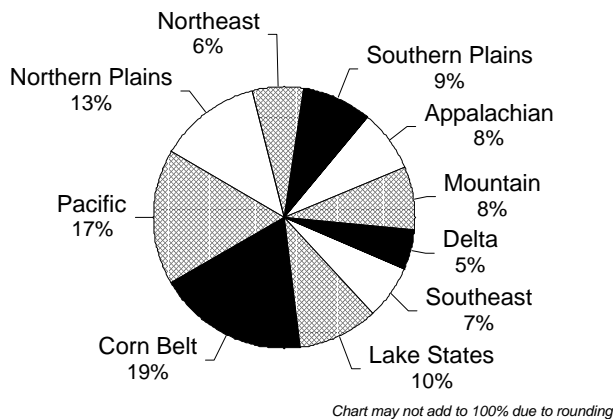 Northeast
6%
Southern Plains
9%
Northern Plains
13%
Appalachian
8%
Mountain
8%
Pacific
17%
Delta
5%
Southeast
7%
Corn Belt
19%
Lake States
10%
Chart may not add to 100% due to rounding